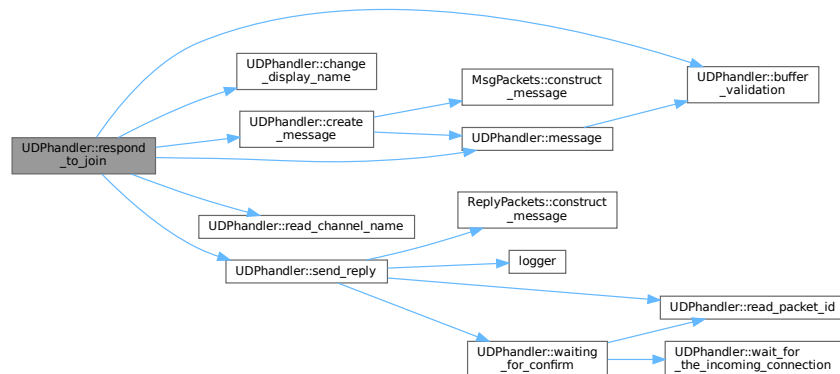 UDPhandler::respond
_to_join
UDPhandler::change
_display_name
UDPhandler::create
_message
UDPhandler::read_channel_name
UDPhandler::send_reply
MsgPackets::construct
_message
UDPhandler::message
ReplyPackets::construct
_message
logger
UDPhandler::waiting
_for_confirm
UDPhandler::buffer
_validation
UDPhandler::read_packet_id
UDPhandler::wait_for
_the_incoming_connection